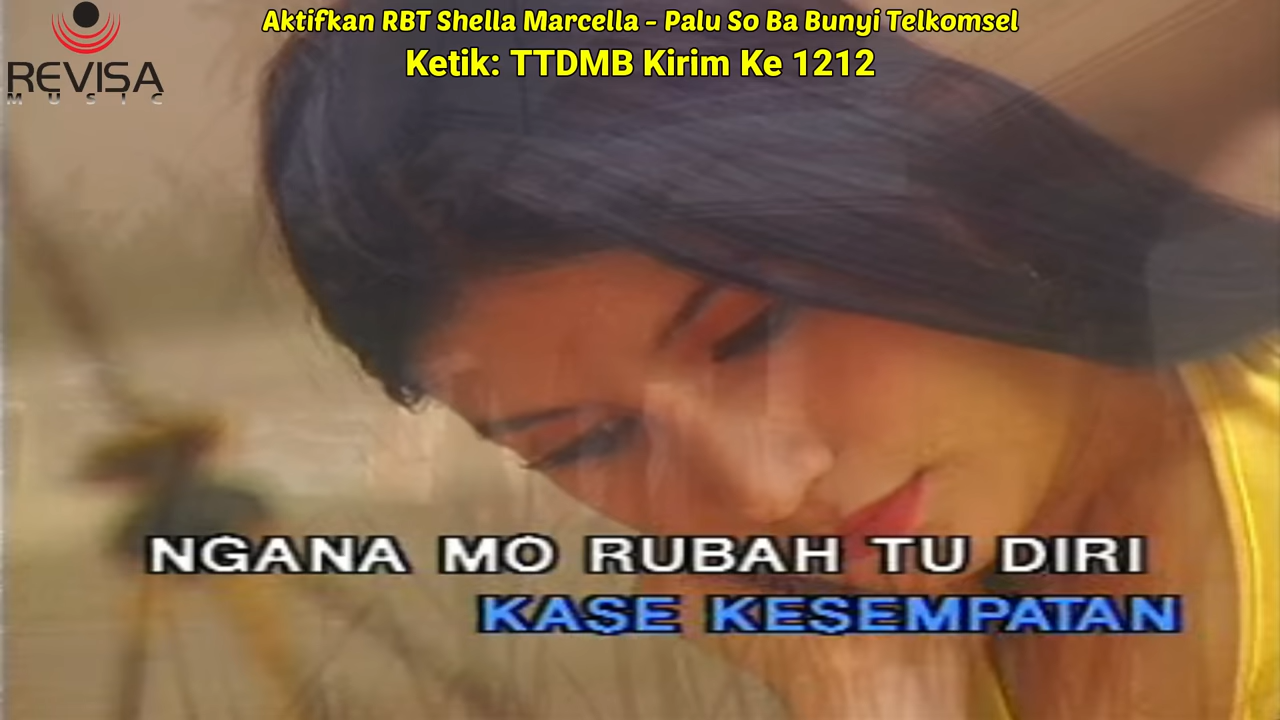 Aktifkan RBT Shella Marcella - Palu So Ba Bunyi Telkomsel
Ketik: TTDMB Kirim Ke 1212
REVISA
MUSIC
NGANA MO RUBAH TU DIRI
KASE KESEMPATAN